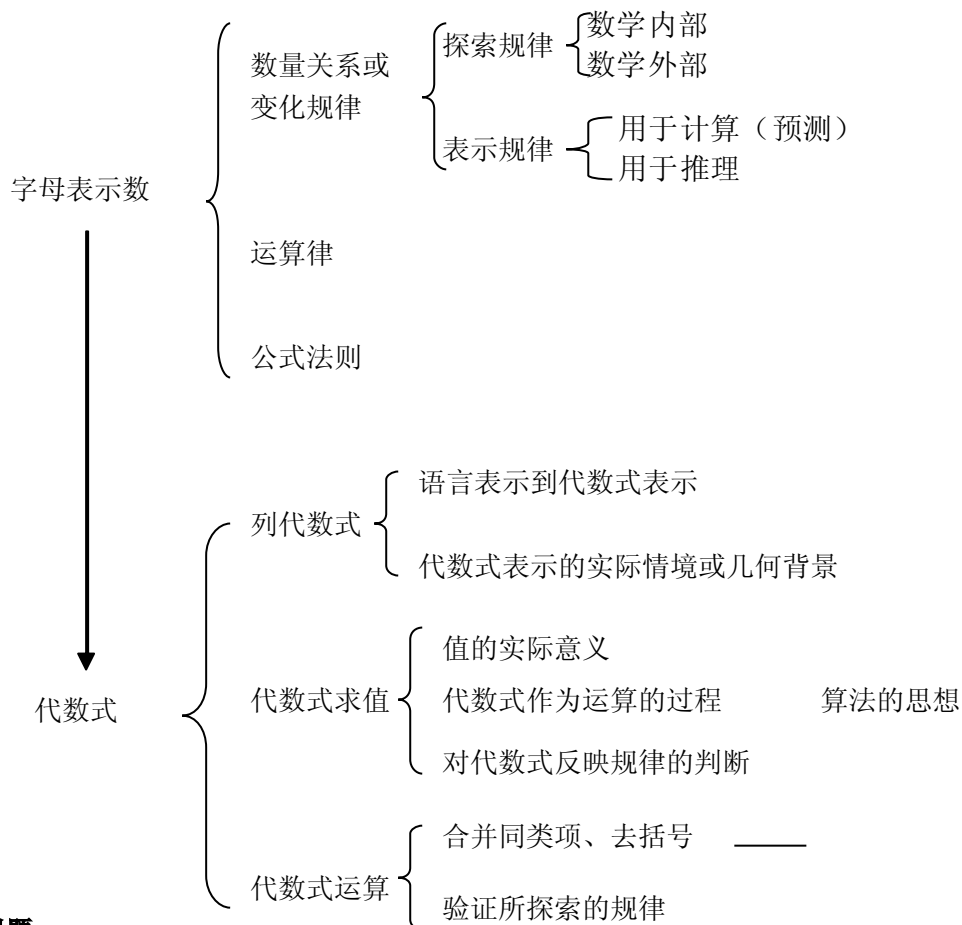 数量关系或
变化规律
探索规律
数学内部
数学外部
表示规律
用于计算（预测）
用于推理
字母表示数
运算律
公式法则
列代数式
语言表示到代数式表示
代数式表示的实际情境或几何背景
代数式
代数式求值
值的实际意义
代数式作为运算的过程 算法的思想
对代数式反映规律的判断
代数式运算
合并同类项、去括号
验证所探索的规律